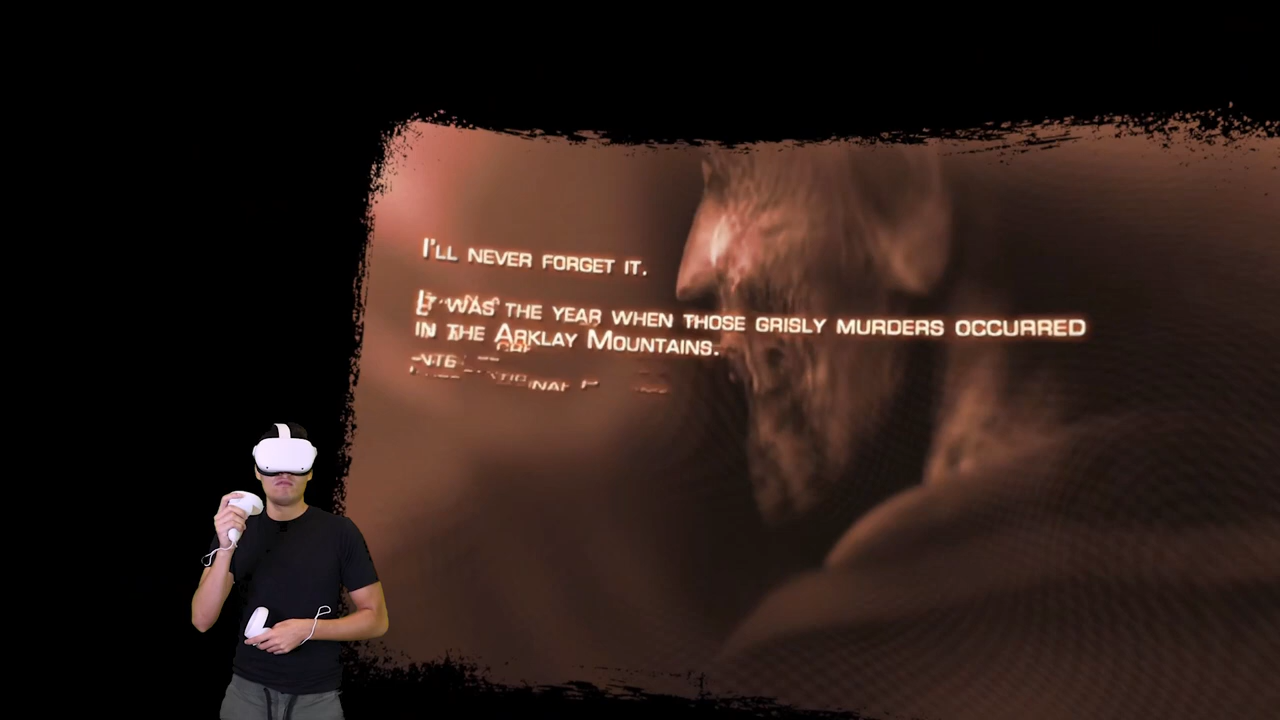 I'LL NEVER FORGET IT.
IT WAS THE YEAR WHEN THOSE GRISLY MURDERS OCCURRED
IN THE ARKLAY MOUNTAINS.